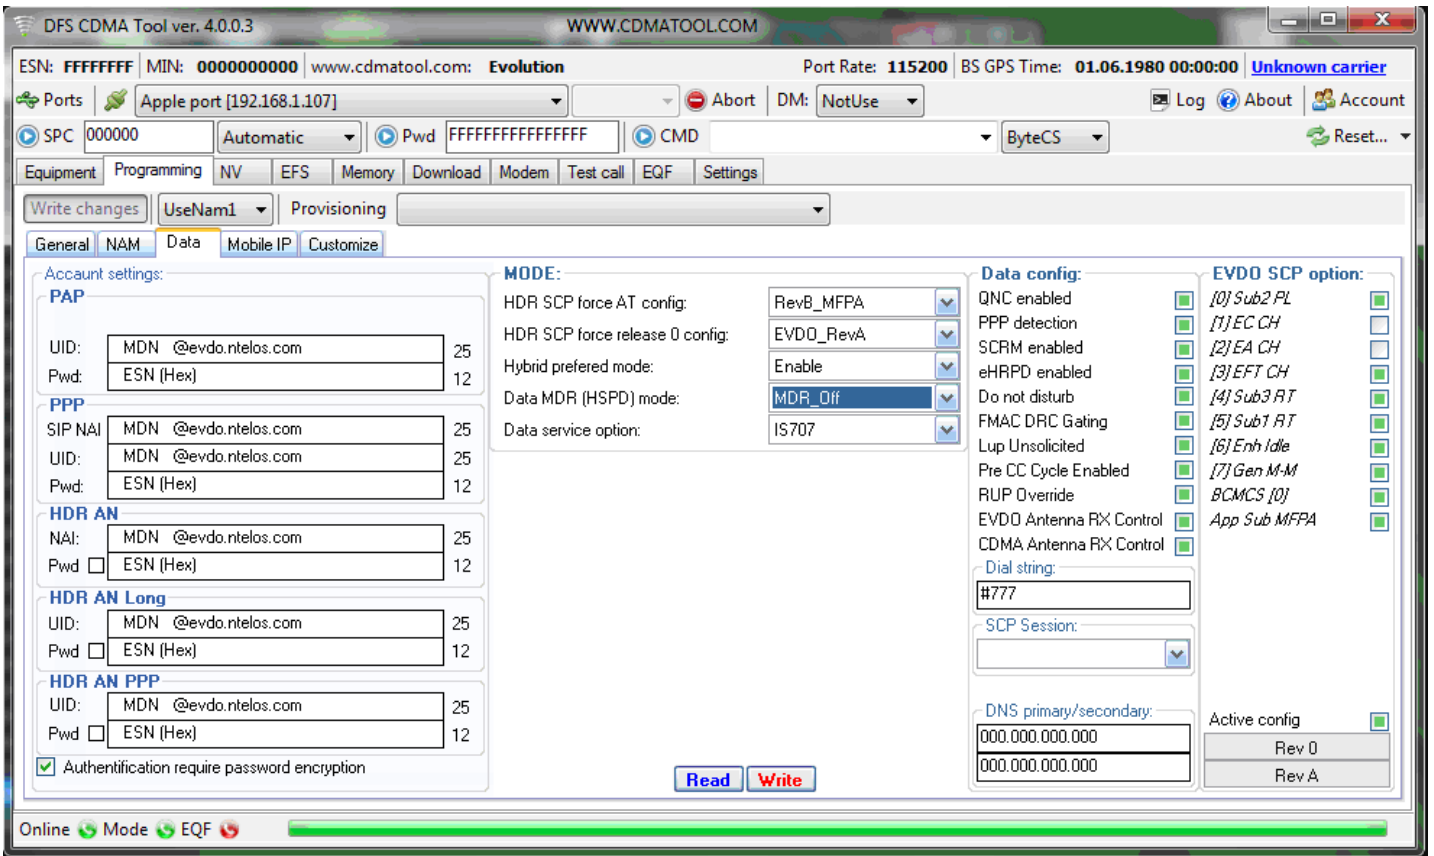 DFS CDMA Tool ver. 4.0.0.3 WWW.CDMATOOL.COM
ESN: FFFFFFFF MIN: 0000000000 www.cdmatool.com: Evolution Port Rate: 115200 BS GPS Time: 01.06.1980 00:00:00 Unknown carrier
Ports Apple port [192.168.1.107] Abort DM: NotUse Log About Account
SPC 000000 Automatic Pwd FFFFFFFFFFFFFFFF CMD ByteCS Reset...
Equipment Programming NV EFS Memory Download Modem Test call EQF Settings
Write changes UseNam1 Provisioning
General NAM Data Mobile IP Customize
Accaunt settings:
PAP
UID: MDN @evdo.ntelos.com 25
Pwd: ESN (Hex) 12
PPP
SIP NAI MDN @evdo.ntelos.com 25
UID: MDN @evdo.ntelos.com 25
Pwd: ESN (Hex) 12
HDR AN
NAI: MDN @evdo.ntelos.com 25
Pwd ESN (Hex) 12
HDR AN Long
UID: MDN @evdo.ntelos.com 25
Pwd ESN (Hex) 12
HDR AN PPP
UID: MDN @evdo.ntelos.com 25
Pwd ESN (Hex) 12
Authentification require password encryption
MODE:
HDR SCP force AT config: RevB_MFPA
HDR SCP force release 0 config: EVDO_RevA
Hybrid prefered mode: Enable
Data MDR (HSPD) mode: MDR_Off
Data service option: IS707
Read Write
Data config:
QNC enabled
PPP detection
SCRM enabled
eHRPD enabled
Do not disturb
FMAC DRC Gating
Lup Unsolicited
Pre CC Cycle Enabled
RUP Override
EVDO Antenna RX Control
CDMA Antenna RX Control
Dial string:
#777
SCP Session:
DNS primary/secondary:
000.000.000.000
000.000.000.000
EVDO SCP option:
[0] Sub2 PL
[1] EC CH
[2] EA CH
[3] EFT CH
[4] Sub3 RT
[5] Sub1 RT
[6] Enh Idle
[7] Gen M-M
BCMCS [0]
App Sub MFPA
Active config
Rev 0
Rev A
Online Mode EQF